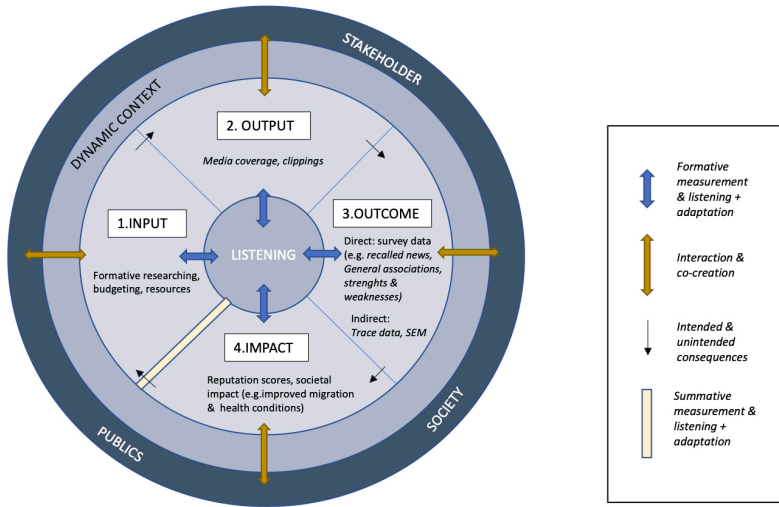 STAKEHOLDER
DYNAMIC CONTEXT
2. OUTPUT
Media coverage, clippings
1.INPUT
Formative researching,
budgeting, resources
LISTENING
3.OUTCOME
Direct: survey data
(e.g. recalled news,
General associations,
strenghts &
weaknesses)
Indirect:
Trace data, SEM
4.IMPACT
Reputation scores, societal
impact (e.g.improved migration
& health conditions)
PUBLICS
SOCIETY
Formative
measurement
& listening +
adaptation
Interaction &
co-creation
Intended &
unintended
consequences
Summative
measurement &
listening +
adaptation